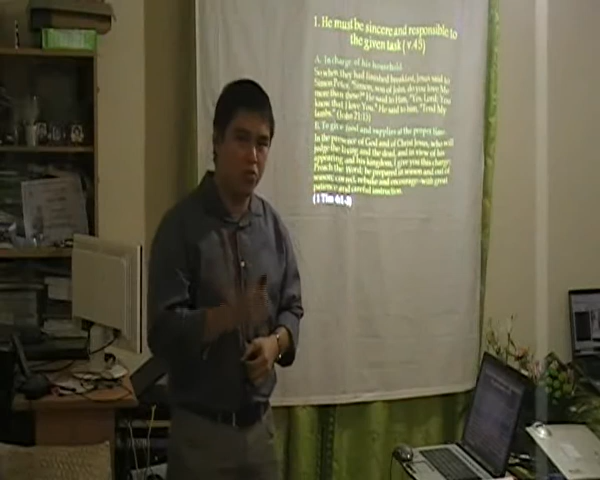 1. He must be sincere and responsible to
the given task (v.45)
A. In charge of his household
So when they had finished breakfast, Jesus said to
Simon Peter, "Simon, son of John, do you love Me
more than these?" He said to Him, "Yes, Lord; You
know that I love You." He said to him, "Tend My
lambs." (John 21:15)
B. To give food and supplies at the proper time
In the presence of God and of Christ Jesus, who will
judge the living and the dead, and in view of his
appearing and his kingdom, I give you this charge:
Preach the Word; be prepared in season and out of
season; correct, rebuke and encourage—with great
patience and careful instruction.
(1 Tim 4:1-2)